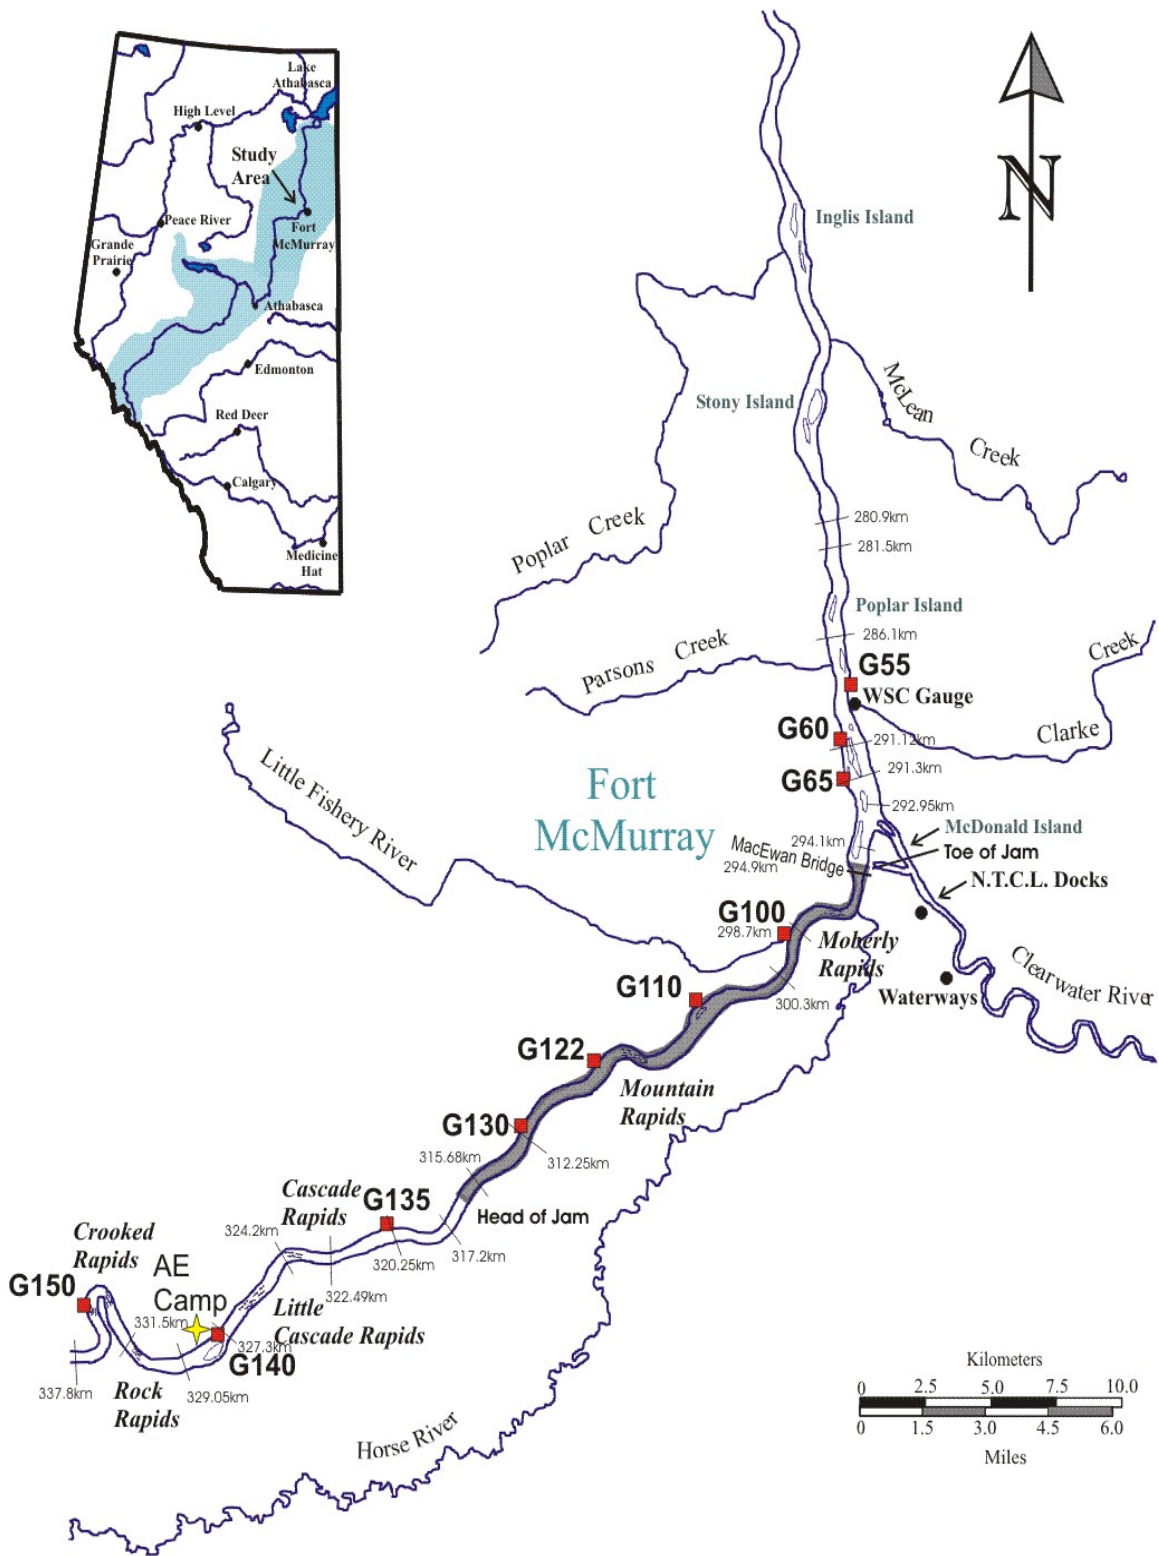 Lake
Athabasca
High Level
Study
Area
Peace River
Fort
McMurray
Grande
Prairie
Athabasca
Edmonton
Red Deer
Calgary
Medicine
Hat
N
Inglis Island
McLean
Creek
Stony Island
Poplar Creek
280.9km
281.5km
Poplar Island
286.1km
Parsons Creek
G55
WSC Gauge
Clarke
Creek
G60
291.12km
G65
291.3km
292.95km
Fort
McMurray
Little Fishery River
McDonald Island
294.1km
MacEwan Bridge
294.9km
Toe of Jam
N.T.C.L. Docks
G100
298.7km
Moberly
Rapids
Clearwater River
Waterways
G110
300.3km
G122
Mountain
Rapids
G130
312.25km
315.68km
Head of Jam
Cascade
Rapids
G135
317.2km
320.25km
324.2km
322.49km
Crooked
Rapids
AE
Camp
G150
331.5km
Little
Cascade Rapids
327.3km
G140
337.8km
Rock
Rapids
329.05km
Horse River
Kilometers
0 2.5 5.0 7.5 10.0
0 1.5 3.0 4.5 6.0
Miles